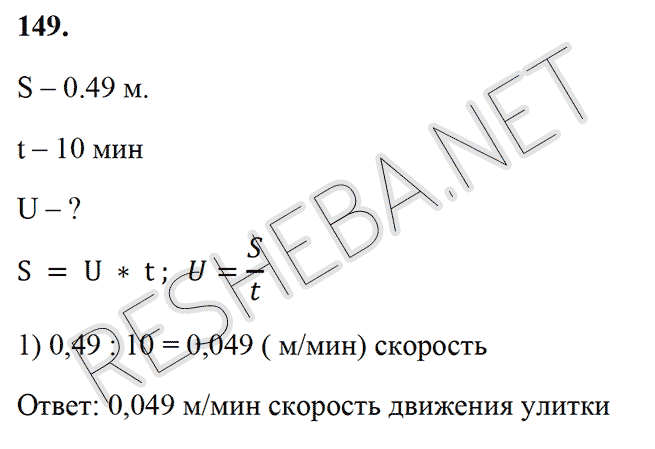 149.
S – 0.49 м.
t – 10 мин
U – ?
S = U * t; U = S/t
1) 0,49 : 10 = 0,049 ( м/мин) скорость
Ответ: 0,049 м/мин скорость движения улитки
RESHEBA.NET